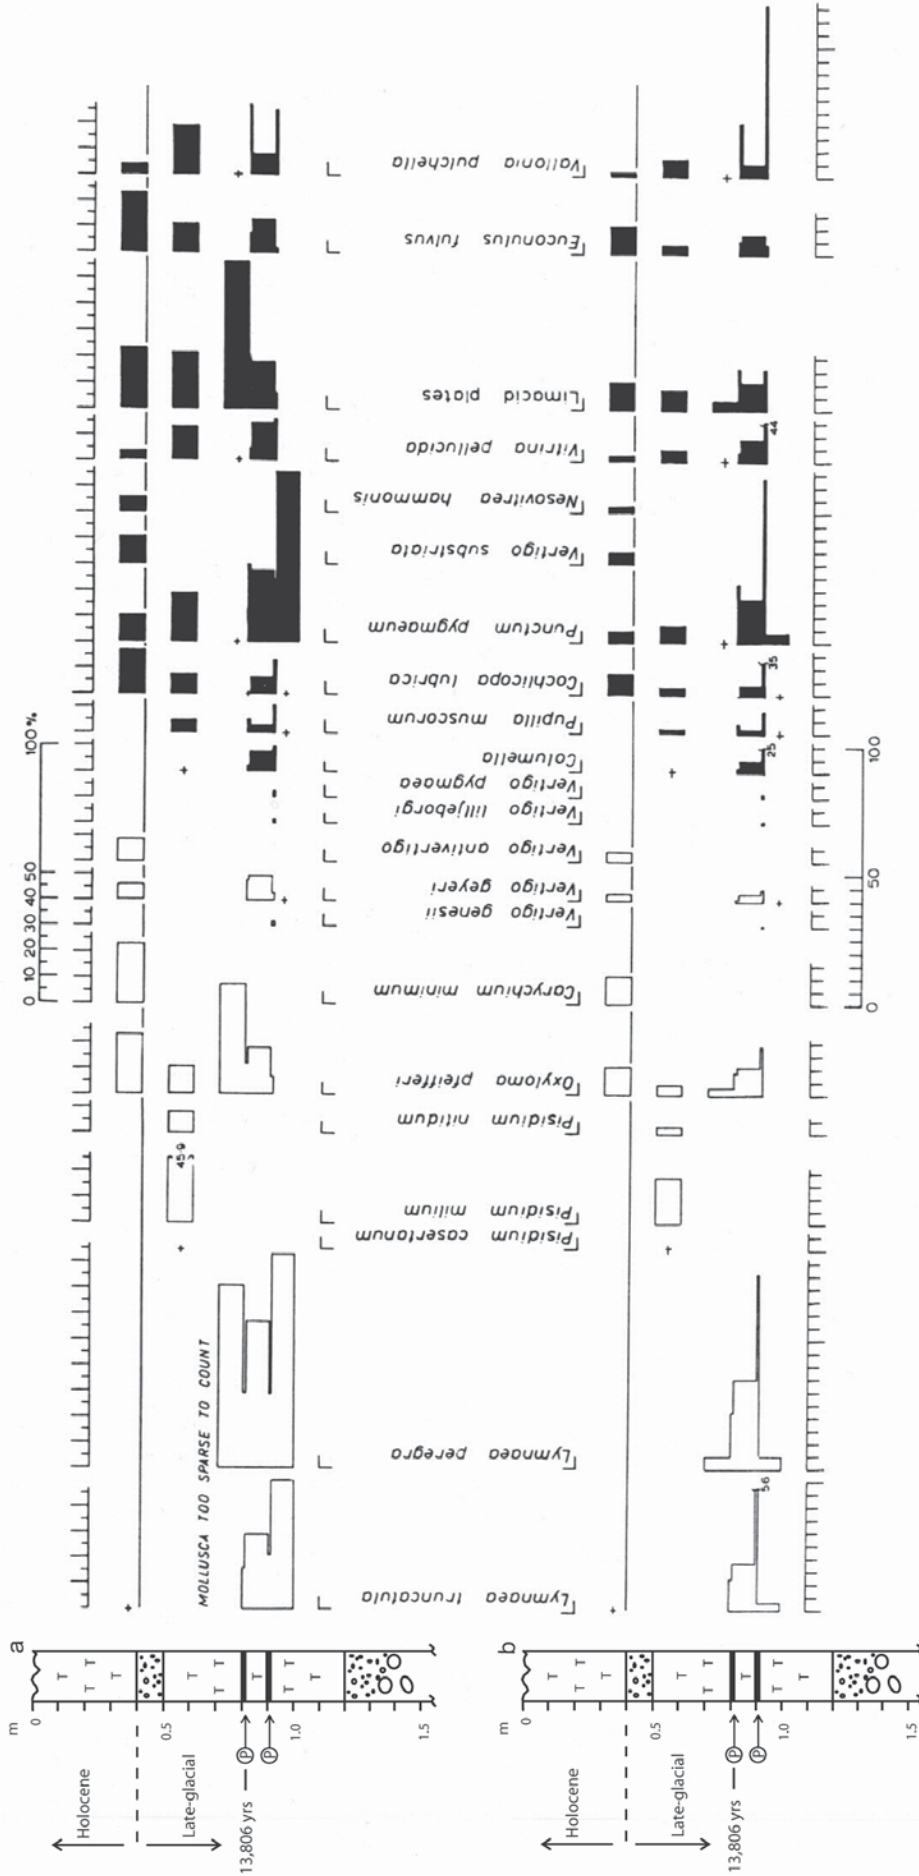 a
m
0
0.5
1.0
1.5
Holocene
Late-glacial
13,806 yrs
P
P
T T T T
T T
T
T T T
MOLLUSCA TOO SPARSE TO COUNT
45·9
0 10 20 30 40 50 100%
Lymnaea truncatula
Lymnaea peregra
Pisidium casertanum
Pisidium milium
Pisidium nitidum
Oxyloma pfeifferi
Carychium minimum
Vertigo genesii
Vertigo geyeri
Vertigo antivertigo
Vertigo lilljeborgi
Vertigo pygmaea
Columella
Pupilla muscorum
Cochlicopa lubrica
Punctum pygmaeum
Vertigo substriata
Nesovitrea hammonis
Vitrina pellucida
Limacid plates
Euconulus fulvus
Vallonia pulchella
b
m
0
0.5
1.0
1.5
Holocene
Late-glacial
13,806 yrs
P
P
T T T T
T T
T
T T T
56
25
35
44
0 50 100